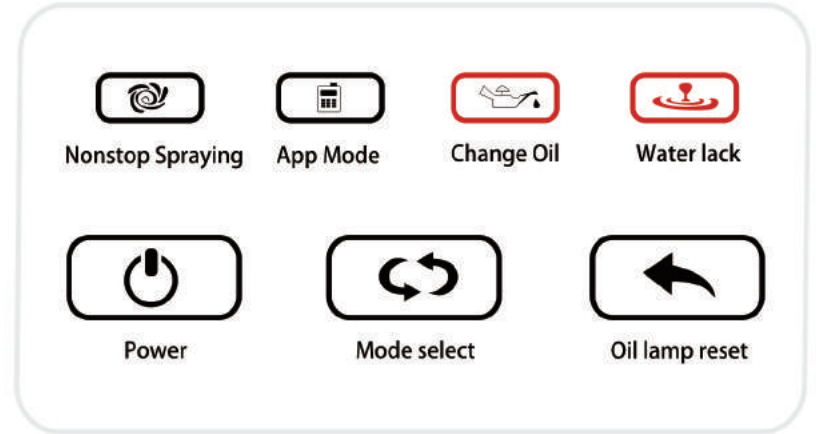 Nonstop Spraying
App Mode
Change Oil
Water lack
Power
Mode select
Oil lamp reset